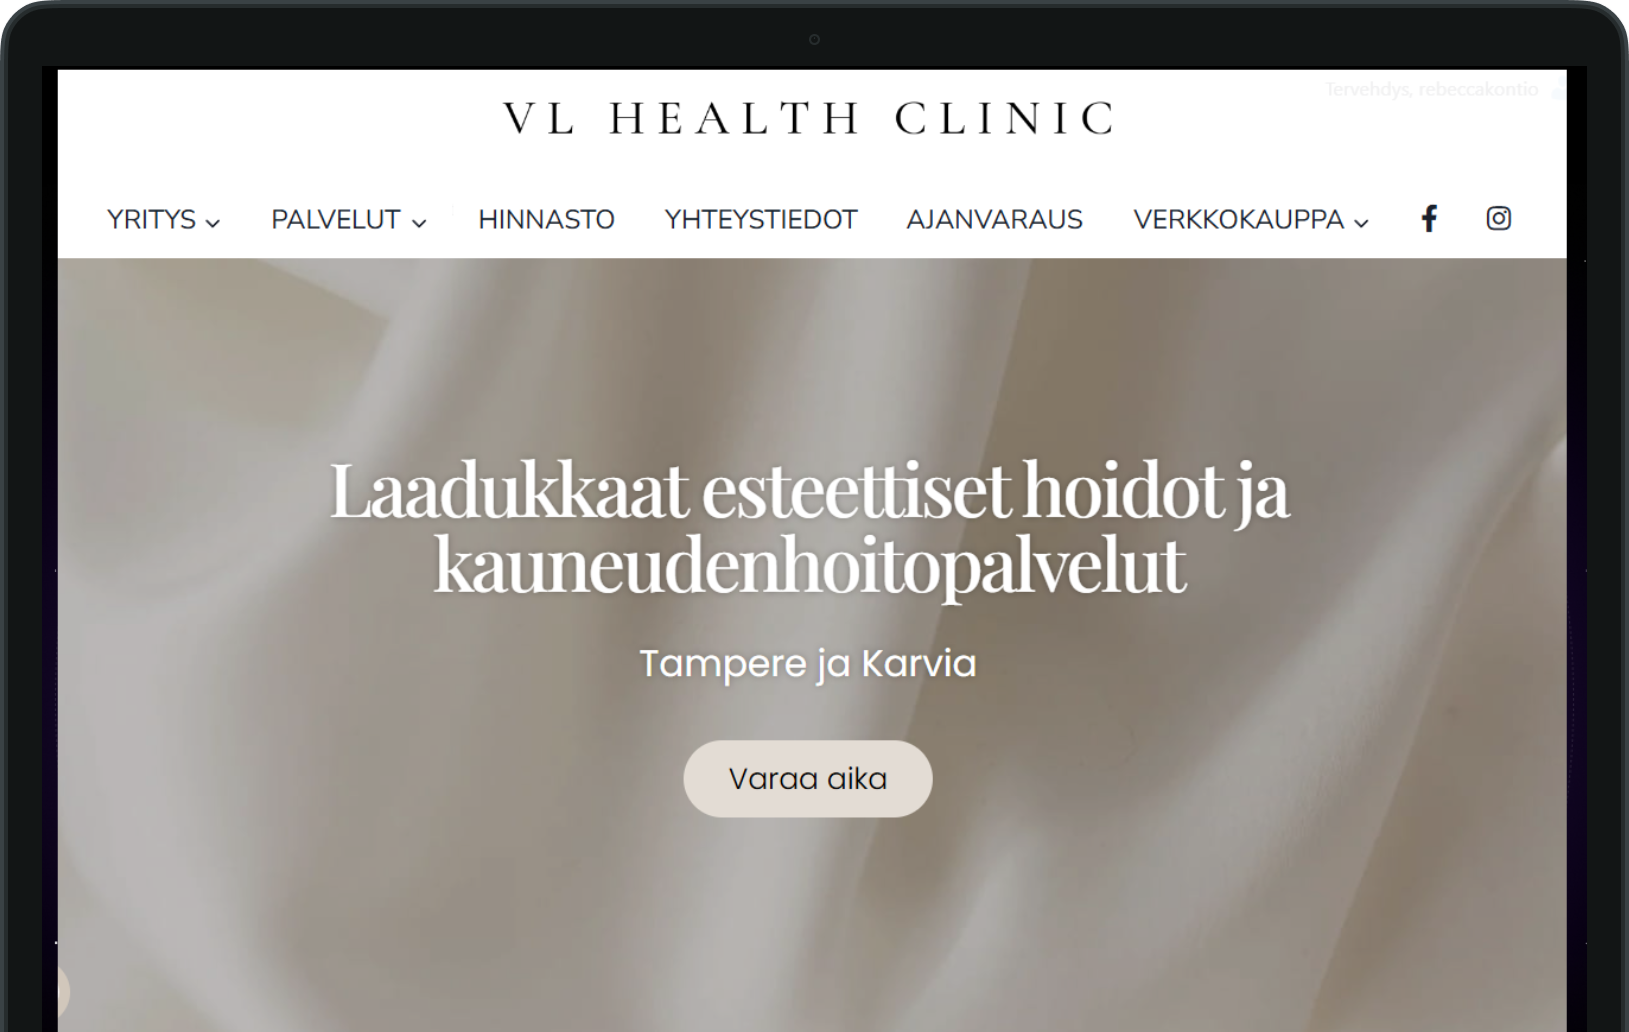 Tervehdys, rebeccakontio
VL HEALTH CLINIC
YRITYS PALVELUT HINNASTO YHTEYSTIEDOT AJANVARAUS VERKKOKAUPPA
Laadukkaat esteettiset hoidot ja
kauneudenhoitopalvelut
Tampere ja Karvia
Varaa aika